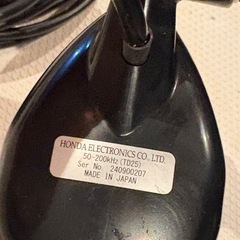 HONDA ELECTRONICS CO., LTD.
50-200kHz (TD25)
Ser No. 240900207
MADE IN JAPAN